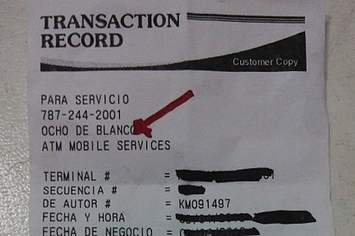 TRANSACTION
RECORD
Customer Copy
PARA SERVICIO
787-244-2001
OCHO DE BLANCO
ATM MOBILE SERVICES
TERMINAL # =
SECUENCIA # =
DE AUTOR # = KM091497
FECHA Y HORA =
FECHA DE NEGOCIO =